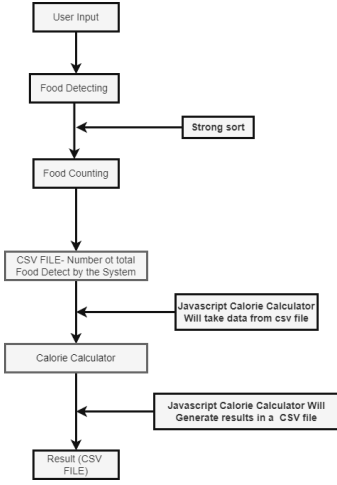 User Input
Food Detecting
Strong sort
Food Counting
CSV FILE- Number ot total
Food Detect by the System
Javascript Calorie Calculator
Will take data from csv file
Calorie Calculator
Javascript Calorie Calculator Will
Generate results in a CSV file
Result (CSV
FILE)